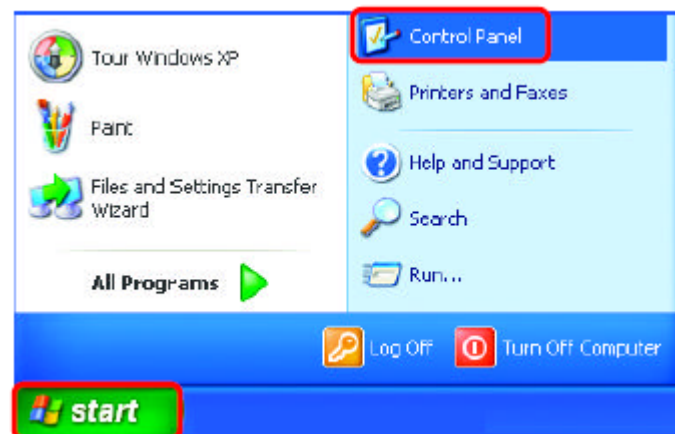 Tour Windows XP
Paint
Files and Settings Transfer
Wizard
All Programs
Control Panel
Printers and Faxes
Help and Support
Search
Run...
Log Off
Turn Off Computer
start